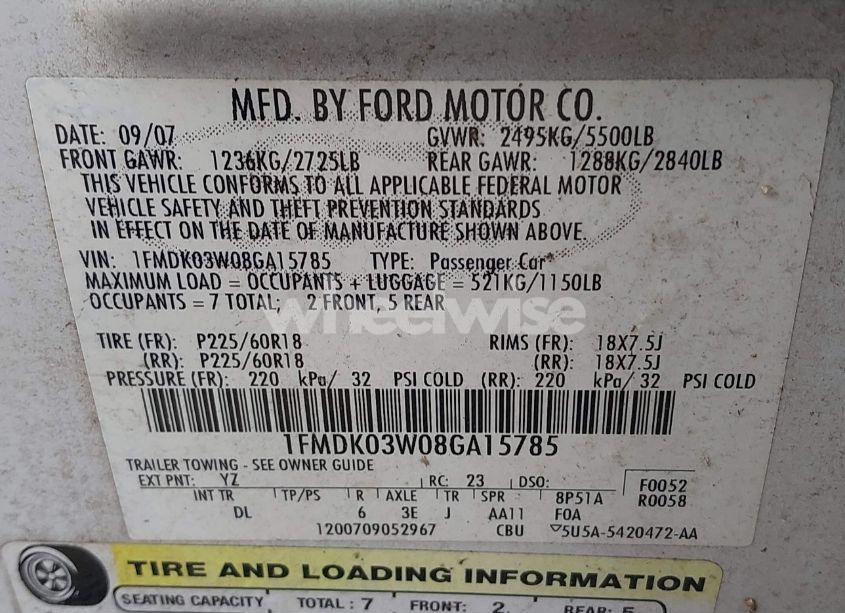 MFD. BY FORD MOTOR CO.
DATE: 09/07 GVWR: 2495KG/5500LB
FRONT GAWR: 1236KG/2725LB REAR GAWR: 1288KG/2840LB
THIS VEHICLE CONFORMS TO ALL APPLICABLE FEDERAL MOTOR
VEHICLE SAFETY AND THEFT PREVENTION STANDARDS
IN EFFECT ON THE DATE OF MANUFACTURE SHOWN ABOVE.
VIN: 1FMDK03W08GA15785 TYPE: Passenger Car
MAXIMUM LOAD = OCCUPANTS + LUGGAGE = 521KG/1150LB
OCCUPANTS = 7 TOTAL; 2 FRONT, 5 REAR
wheelwise
TIRE (FR): P225/60R18 RIMS (FR): 18X7.5J
(RR): P225/60R18 (RR): 18X7.5J
PRESSURE (FR): 220 kPa/ 32 PSI COLD (RR): 220 kPa/ 32 PSI COLD
1FMDK03W08GA15785
TRAILER TOWING - SEE OWNER GUIDE
EXT PNT: YZ RC: 23 DSO: F0052
INT TR TP/PS R AXLE TR SPR 8P51A R0058
DL 6 3E J AA11 F0A
1200709052967 CBU ▽5U5A-5420472-AA
TIRE AND LOADING INFORMATION
SEATING CAPACITY TOTAL : 7 FRONT: 2 REAR: 5